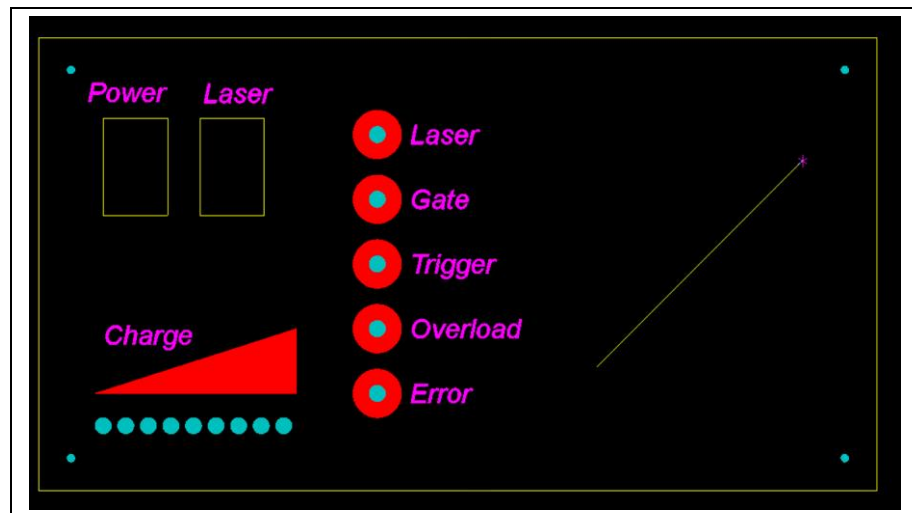 Power Laser
Laser
Gate
Trigger
Overload
Charge
Error